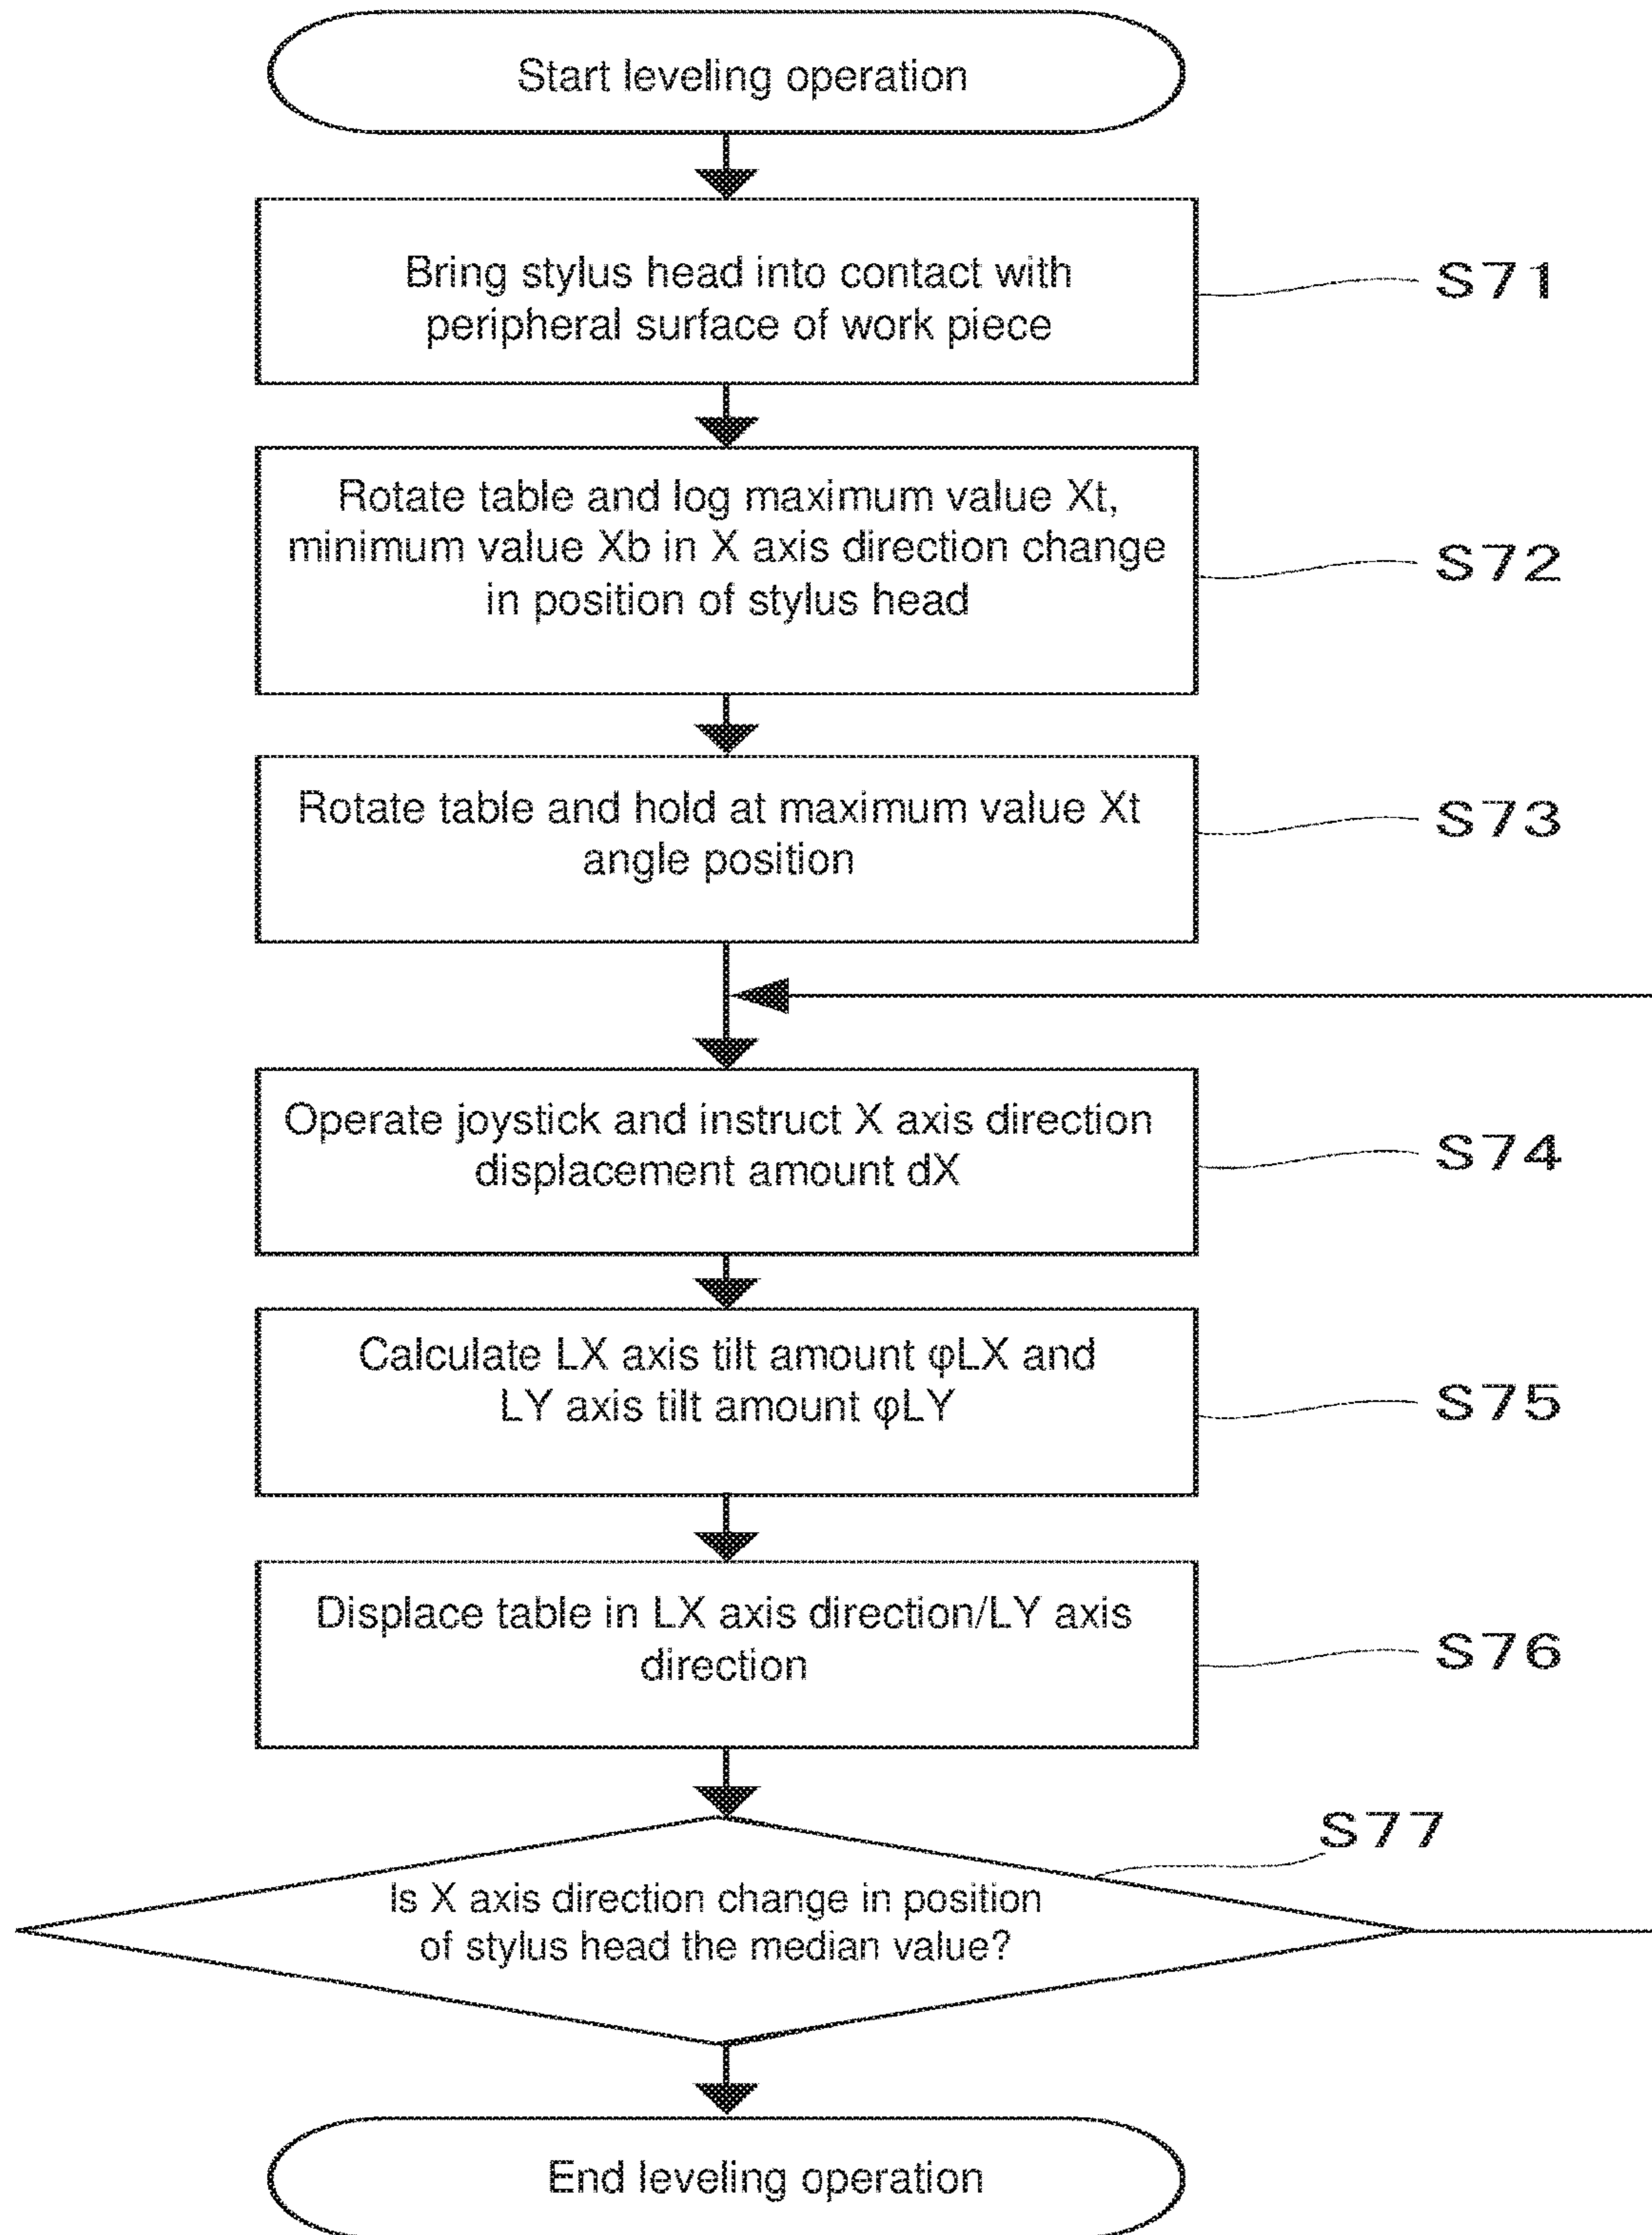 Start leveling operation
Bring stylus head into contact with
peripheral surface of work piece
S71
Rotate table and log maximum value Xt,
minimum value Xb in X axis direction change
in position of stylus head
S72
Rotate table and hold at maximum value Xt
angle position
S73
Operate joystick and instruct X axis direction
displacement amount dX
S74
Calculate LX axis tilt amount φLX and
LY axis tilt amount φLY
S75
Displace table in LX axis direction/LY axis
direction
S76
S77
Is X axis direction change in position
of stylus head the median value?
End leveling operation